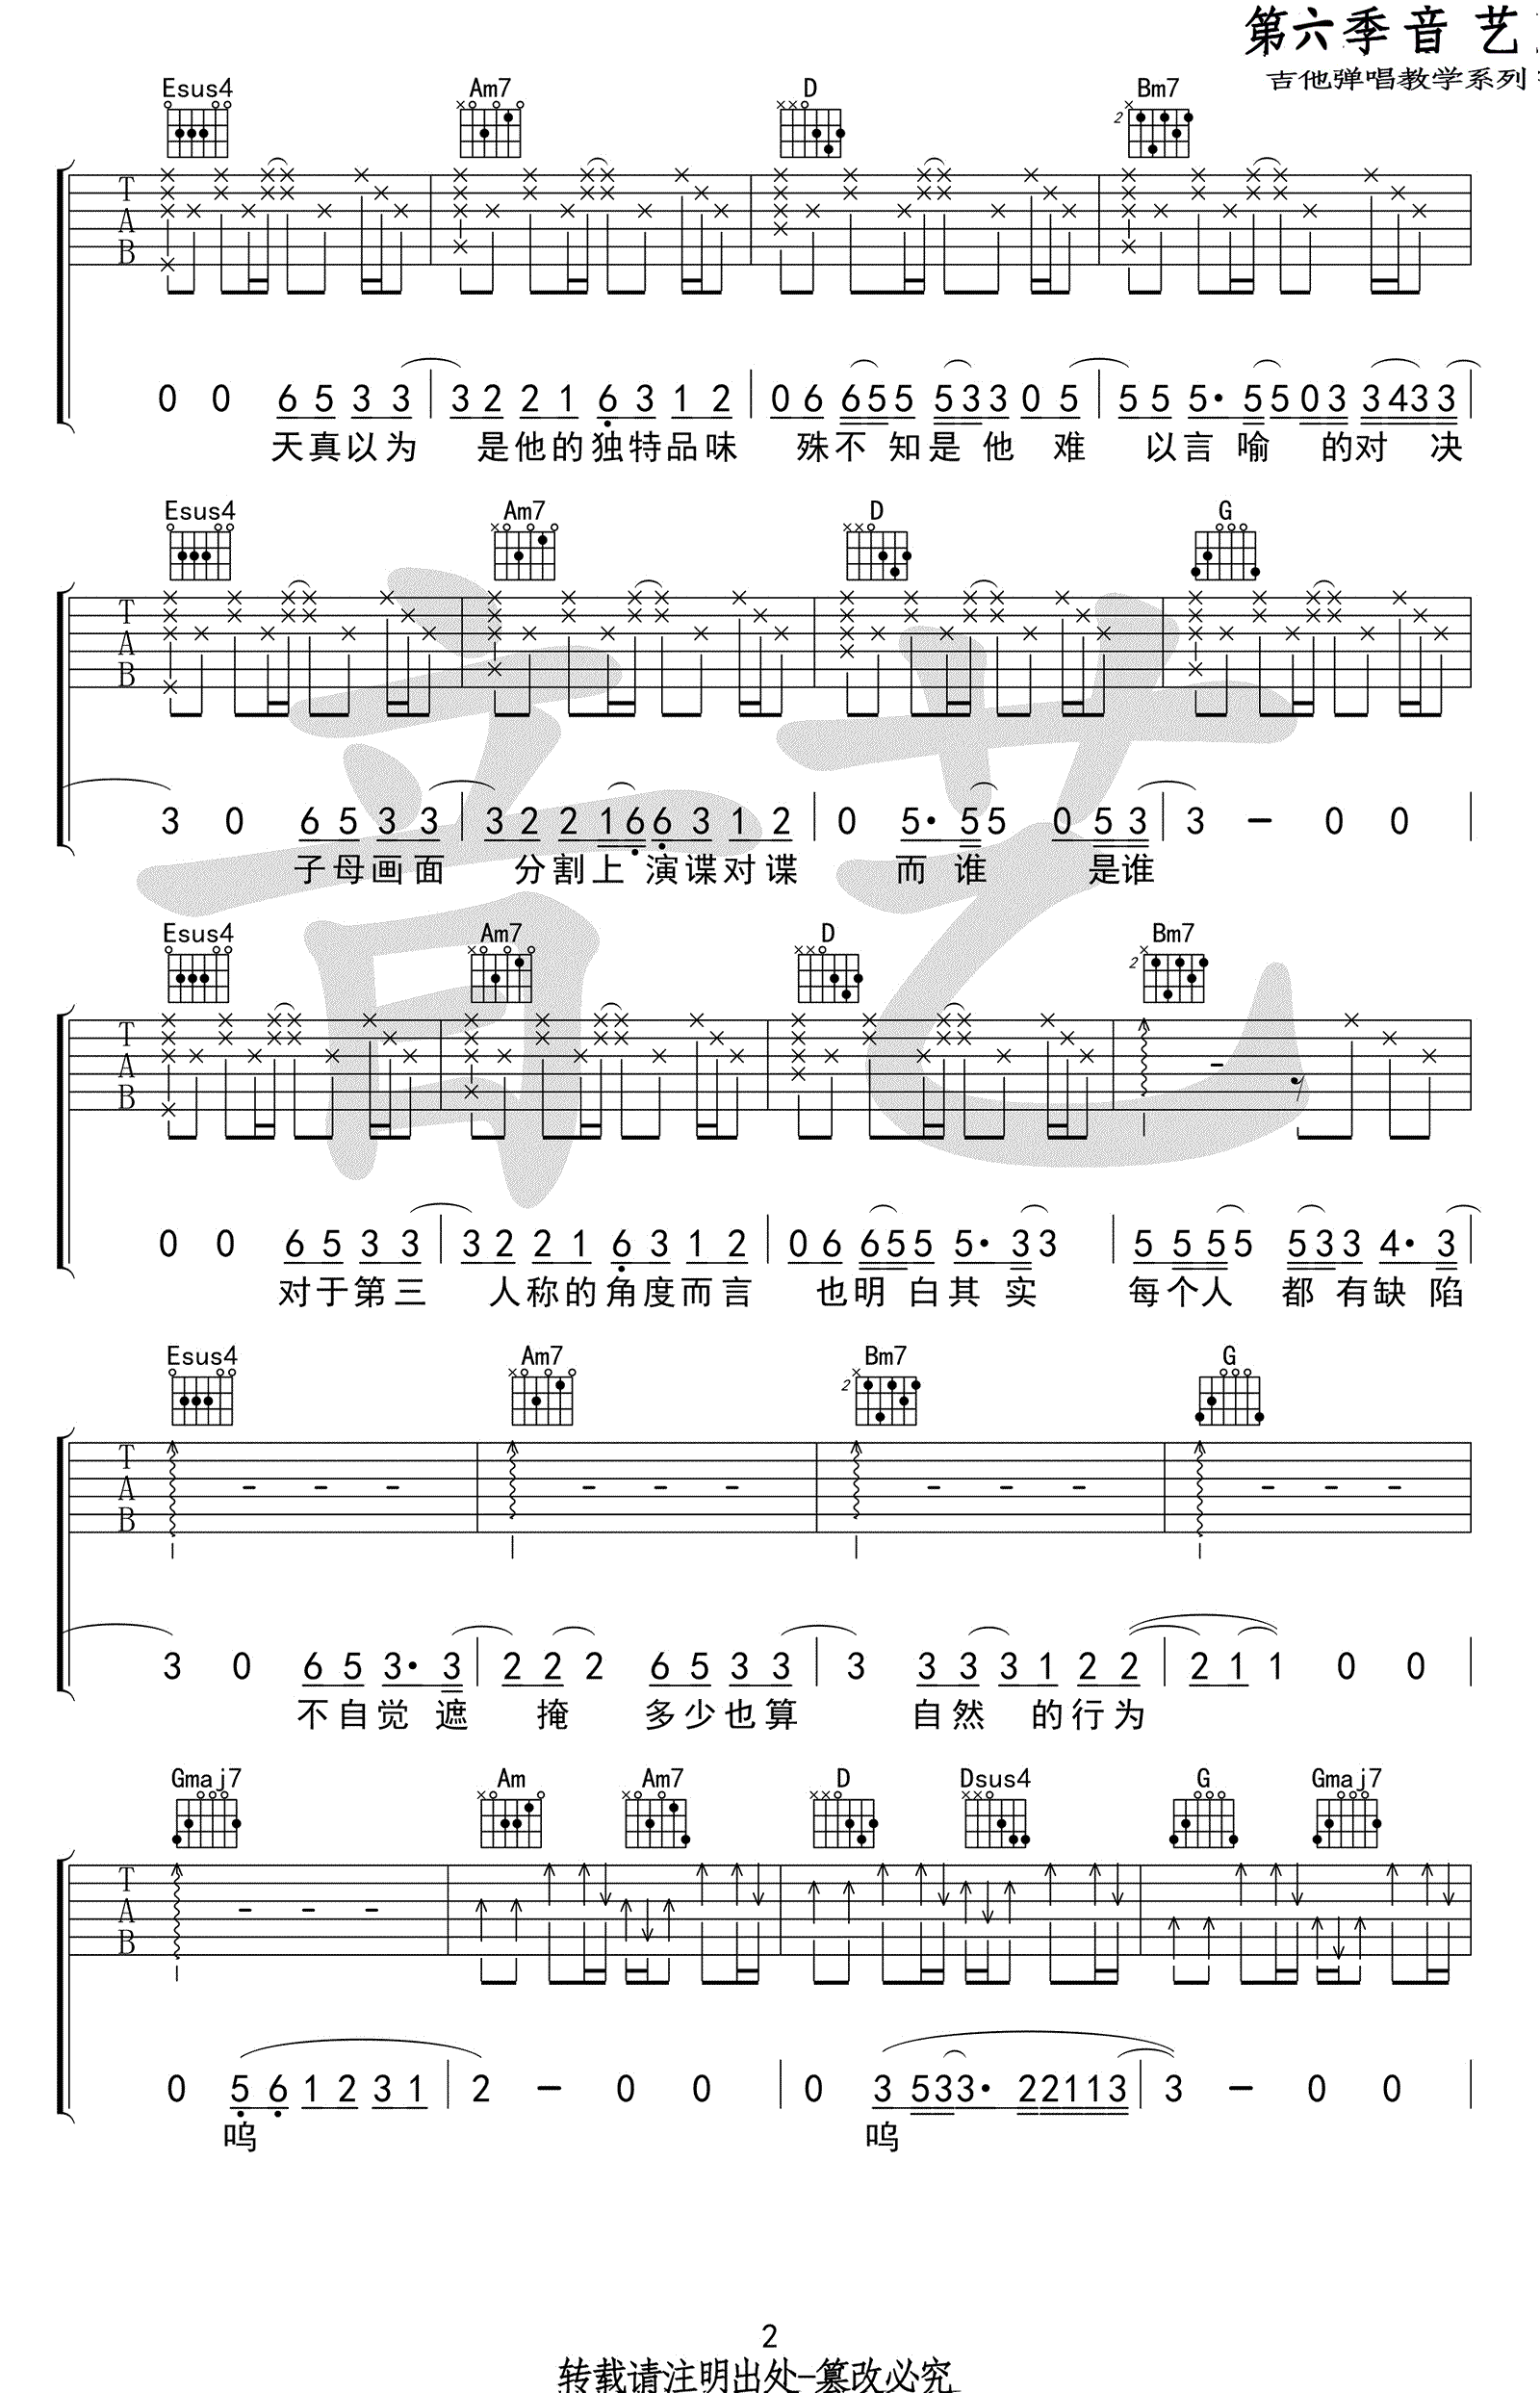 第六季音艺
吉他弹唱教学系列
Esus4 Am7 D Bm7
2
T
A
B
0 0 6 5 3 3 | 3 2 2 1 6 3 1 2 | 0 6 6 5 5 5 3 3 0 5 | 5 5 5· 5 5 0 3 3 4 3 3 |
天真以为 是他的独特品味 殊不知是他难 以言喻的对决
Esus4 Am7 D G
T
A
B
3 0 6 5 3 3 | 3 2 2 1 6 6 3 1 2 | 0 5· 5 5 0 5 3 | 3 - 0 0 |
子母画面 分割上演谍对谍 而谁 是谁
Esus4 Am7 D Bm7
2
T
A
B
0 0 6 5 3 3 | 3 2 2 1 6 3 1 2 | 0 6 6 5 5 5· 3 3 | 5 5 5 5 5 3 3 4· 3 |
对于第三 人称的角度而言 也明白其实 每个人都有缺陷
Esus4 Am7 Bm7 G
2
T
A
B
3 0 6 5 3· 3 | 2 2 2 6 5 3 3 | 3 3 3 3 1 2 2 | 2 1 1 0 0 |
不自觉遮 掩 多少也算 自然的行为
Gmaj7 Am Am7 D Dsus4 G Gmaj7
T
A
B
0 5 6 1 2 3 1 | 2 - 0 0 | 0 3 5 3 3· 2 2 1 1 3 | 3 - 0 0 |
呜 呜
2
转载请注明出处-篡改必究
音艺